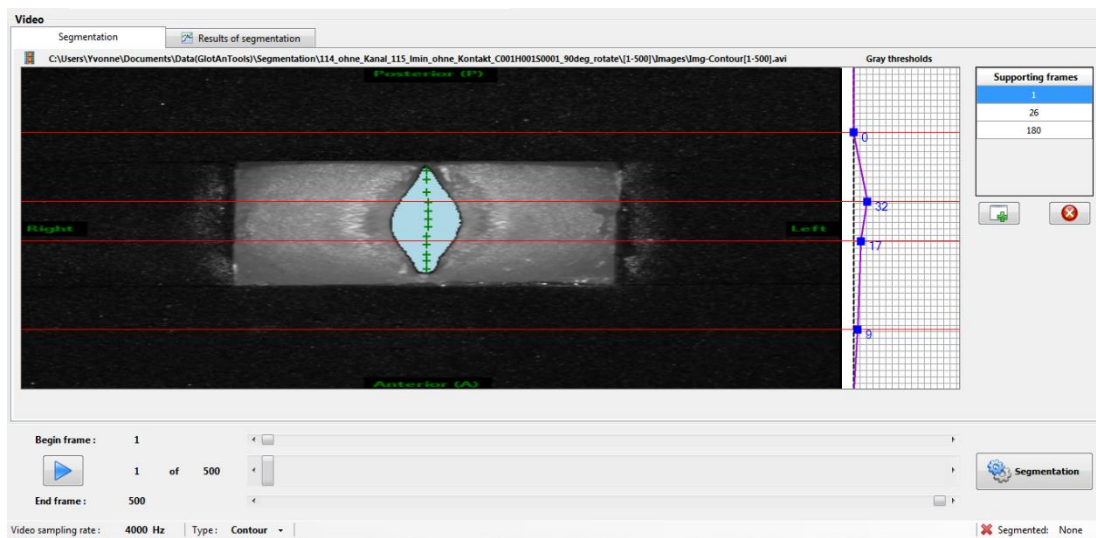 Video
Segmentation
Results of segmentation
C:\Users\Yvonne\Documents\Data(GlotAnTools)\Segmentation\114_ohne_Kanal_115_lmin_ohne_Kontakt_C001H001S0001_90deg_rotate\[1-500]\Images\Img-Contour[1-500].avi
Gray thresholds
Supporting frames
Posterior (P)
1
26
0
180
32
Right
Left
17
9
Anterior (A)
Begin frame : 1
1 of 500
Segmentation
End frame : 500
Video sampling rate : 4000 Hz Type : Contour
Segmented: None